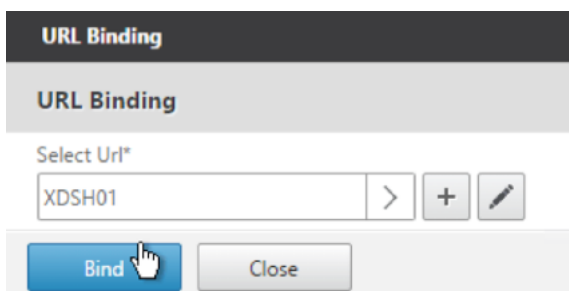 URL Binding
URL Binding
Select Url*
XDSH01
Bind Close